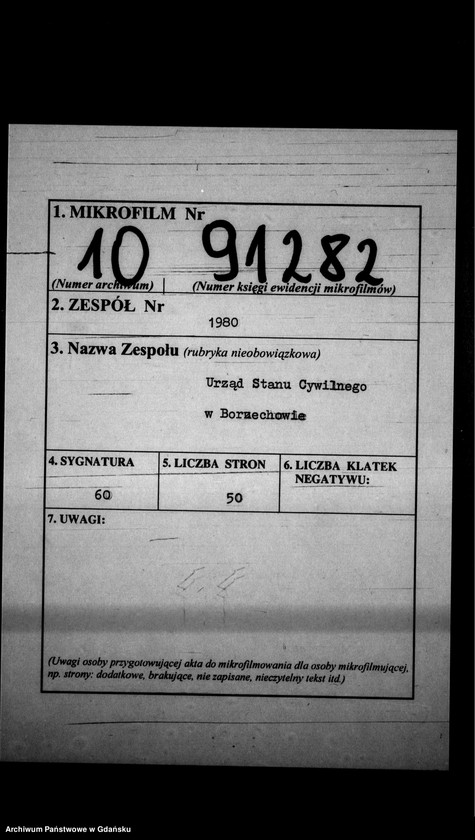 1. MIKROFILM Nr
10 91282
(Numer archiwum) (Numer księgi ewidencji mikrofilmów)
2. ZESPÓŁ Nr
1980
3. Nazwa Zespołu (rubryka nieobowiązkowa)
Urząd Stanu Cywilnego
w Borzechowie
4. SYGNATURA
60
5. LICZBA STRON
50
6. LICZBA KLATEK
NEGATYWU:
7. UWAGI:
(Uwagi osoby przygotowującej akta do mikrofilmowania dla osoby mikrofilmującej,
np. strony: dodatkowe, brakujące, nie zapisane, nieczytelny tekst itd.)
Archiwum Państwowe w Gdańsku